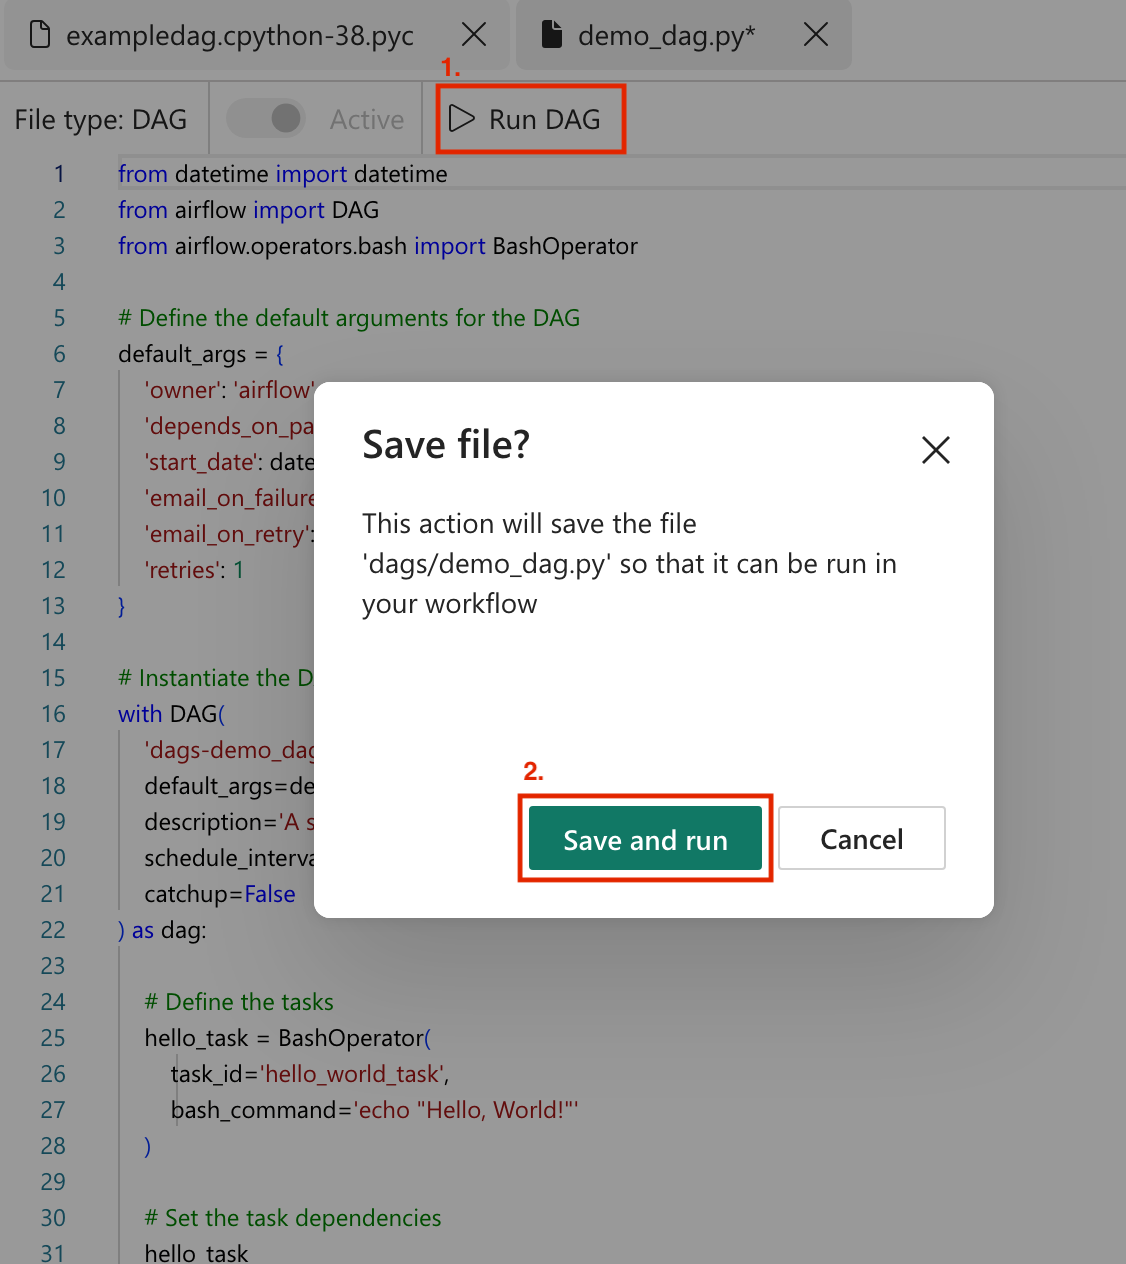 exampledag.cpython-38.pyc demo_dag.py*
1.
File type: DAG Active Run DAG
1 from datetime import datetime
2 from airflow import DAG
3 from airflow.operators.bash import BashOperator
4
5 # Define the default arguments for the DAG
6 default_args = {
7 'owner': 'airflow'
8 'depends_on_pa
9 'start_date': date
10 'email_on_failure
11 'email_on_retry':
12 'retries': 1
13 }
14
15 # Instantiate the D
16 with DAG(
17 'dags-demo_dag
18 default_args=de
19 description='A s
20 schedule_interva
21 catchup=False
22 ) as dag:
23
24 # Define the tasks
25 hello_task = BashOperator(
26 task_id='hello_world_task',
27 bash_command='echo "Hello, World!"'
28 )
29
30 # Set the task dependencies
31 hello_task
Save file?
This action will save the file
'dags/demo_dag.py' so that it can be run in
your workflow
2.
Save and run Cancel